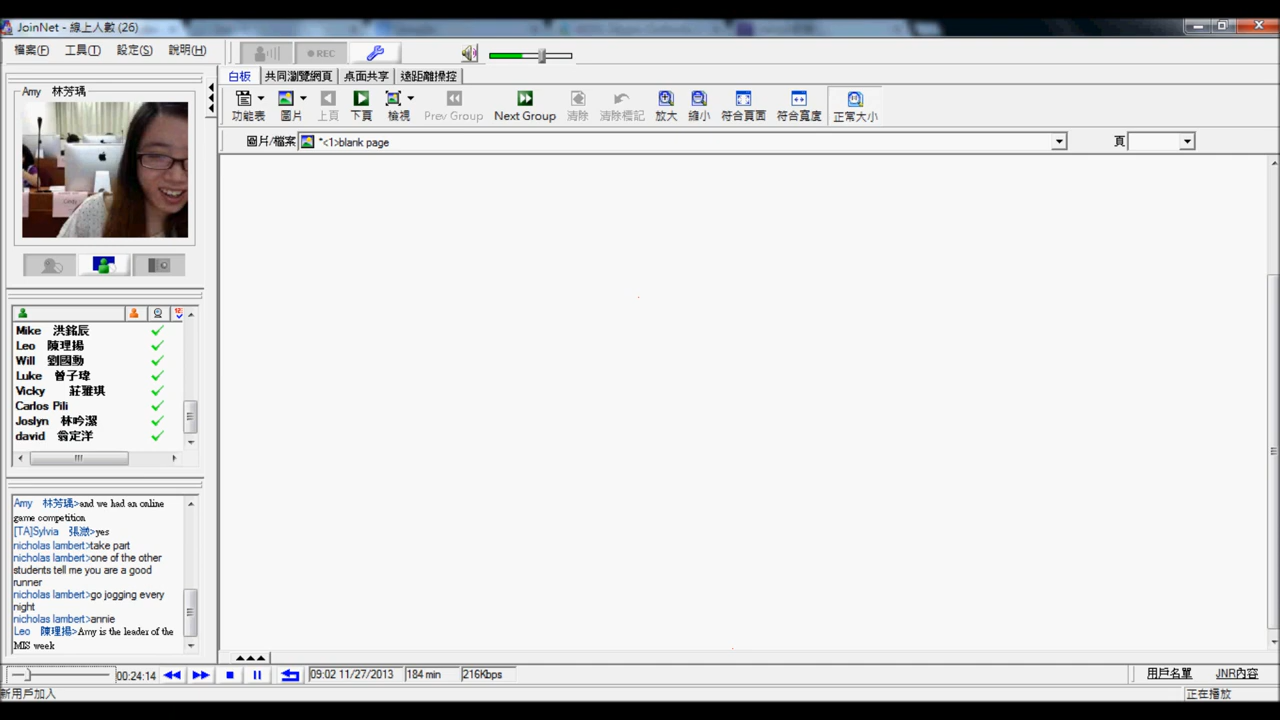 JoinNet - 線上人數 (26)
檔案(F) 工具(T) 設定(S) 說明(H)
REC
白板 共同瀏覽網頁 桌面共享 遠距離操控
功能表 圖片 上頁 下頁 檢視 Prev Group Next Group 清除 清除標記 放大 縮小 符合頁面 符合寬度 正常大小
圖片/檔案 *<1>blank page 頁
Amy 林芳瑀
Mike 洪銘辰
Leo 陳理揚
Will 劉國勳
Luke 曾子瑋
Vicky 莊雅琪
Carlos Pili
Joslyn 林吟潔
david 翁定洋
Amy 林芳瑀>and we had an online
game competition
[TA]Sylvia 張澂>yes
nicholas lambert>take part
nicholas lambert>one of the other
students tell me you are a good
runner
nicholas lambert>go jogging every
night
nicholas lambert>annie
Leo 陳理揚>Amy is the leader of the
MIS week
00:24:14 09:02 11/27/2013 184 min 216Kbps 用戶名單 JNR內容
新用戶加入 正在播放